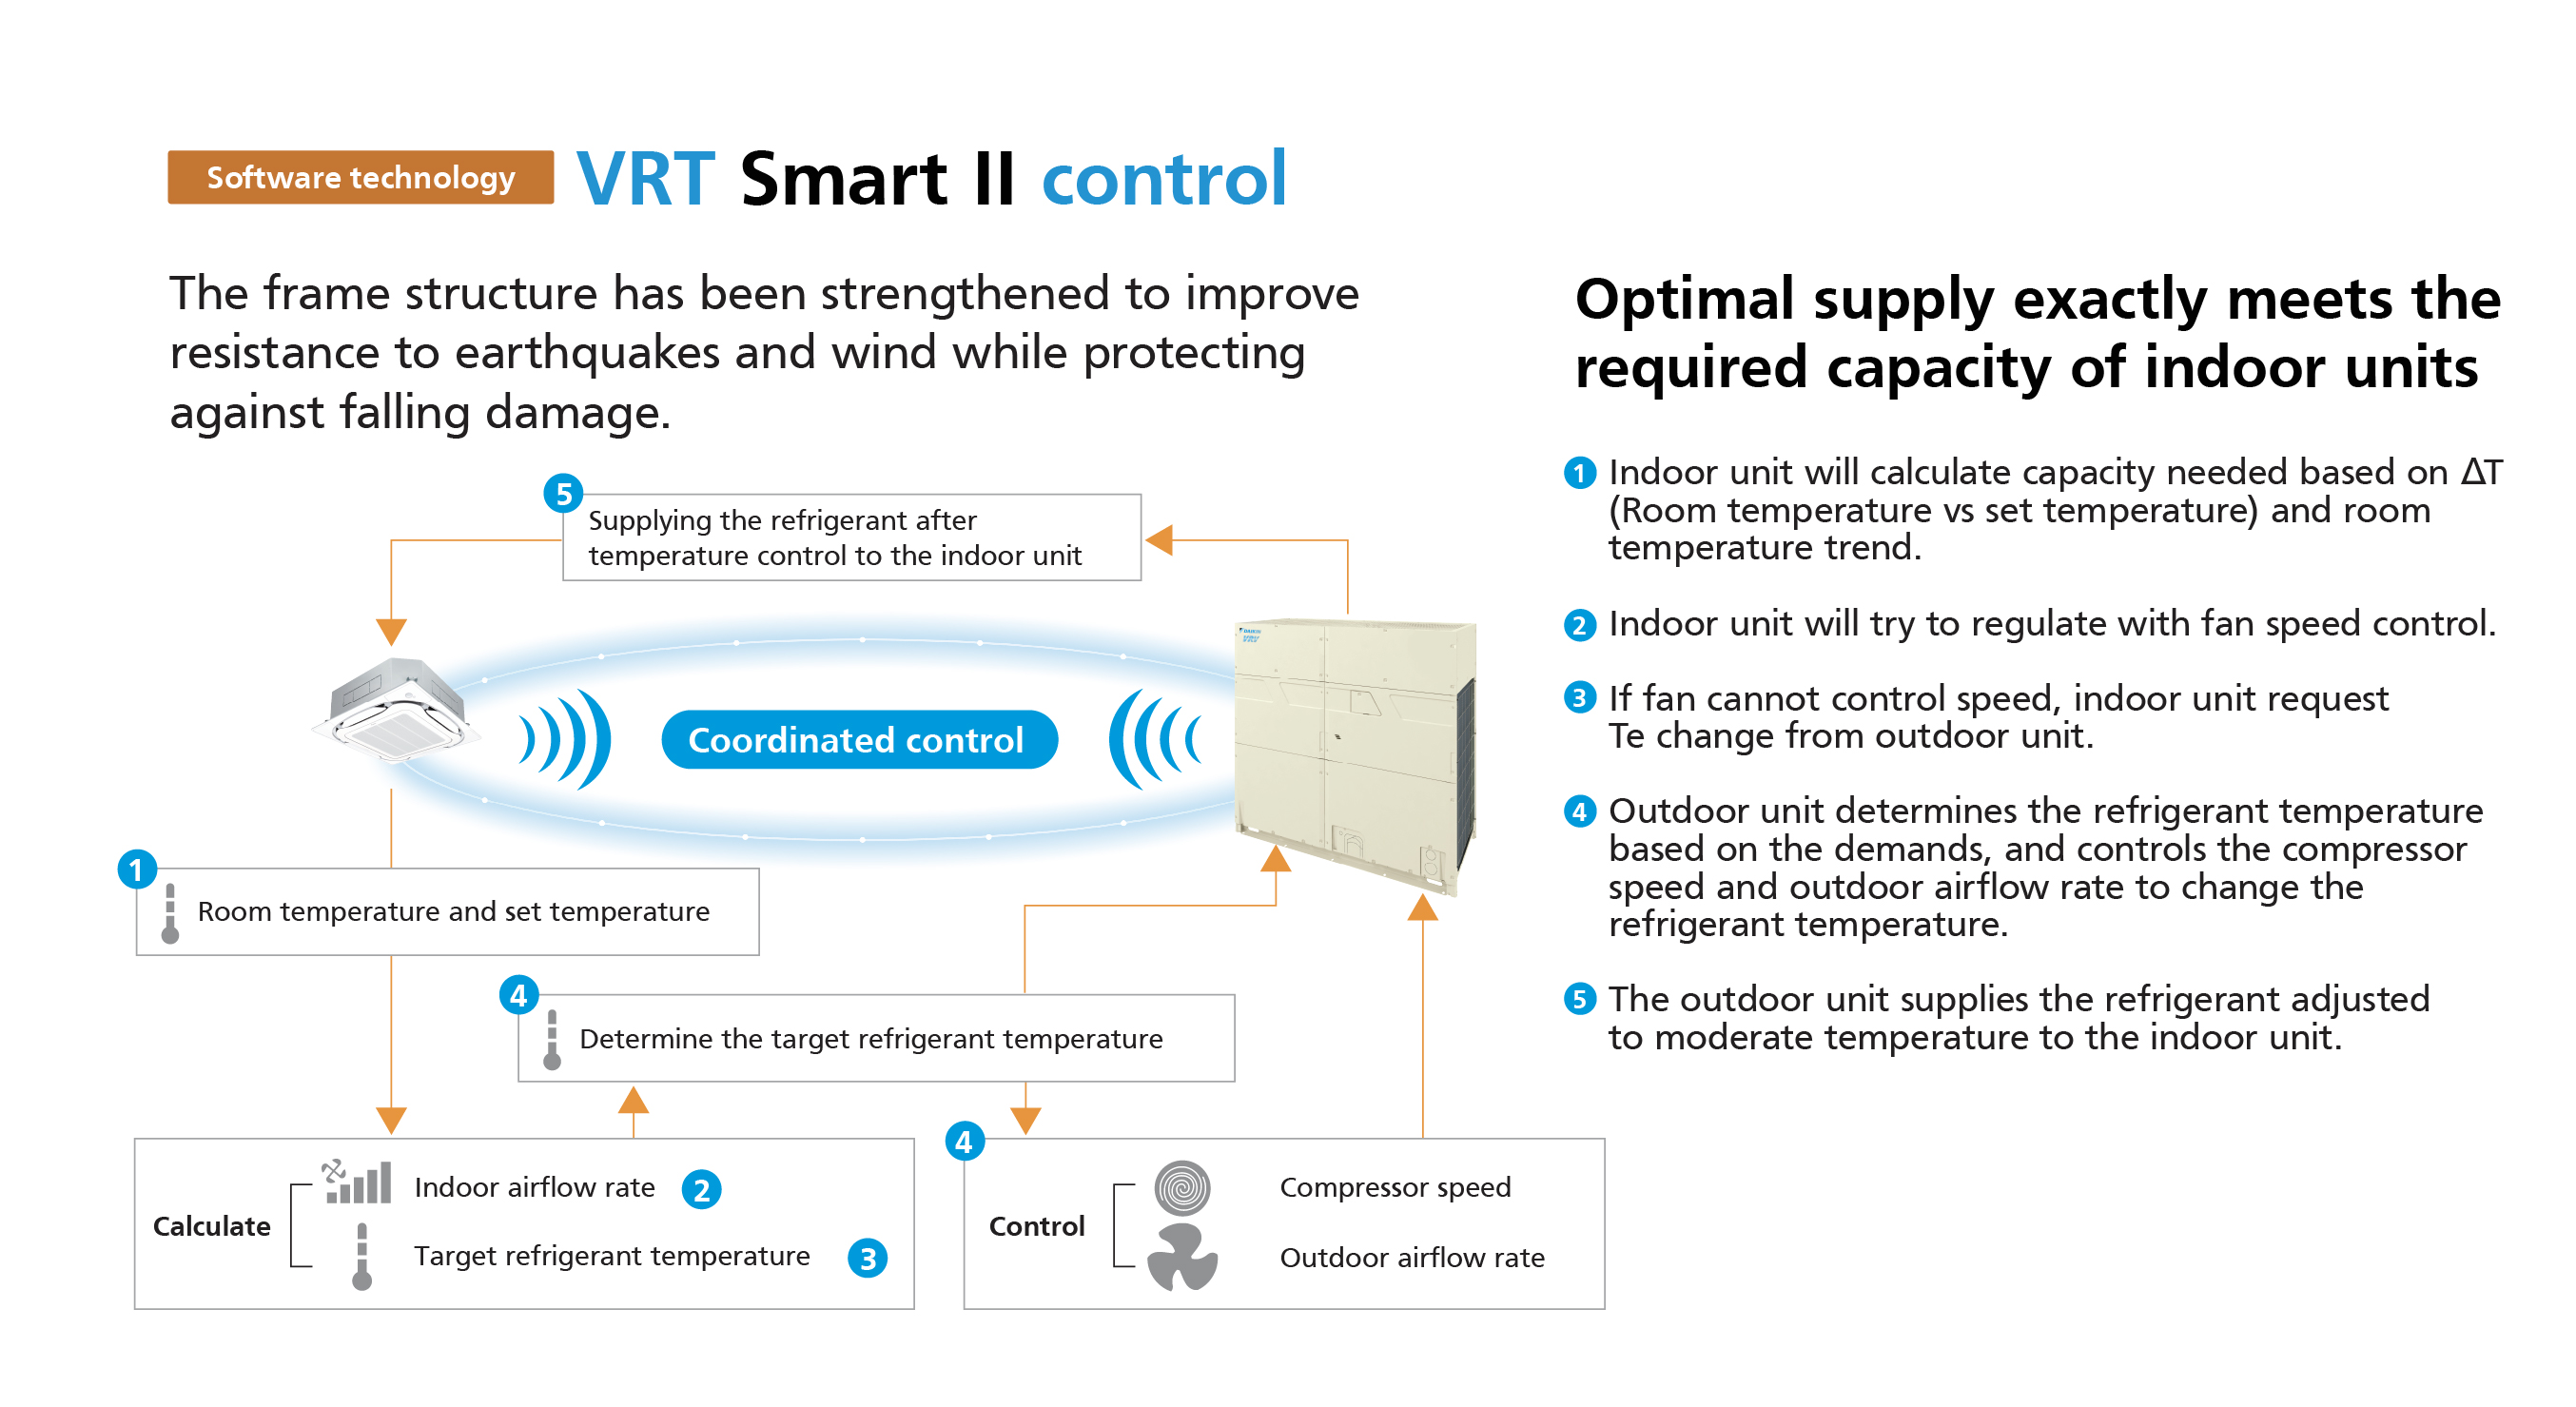 Software technology VRT Smart II control
The frame structure has been strengthened to improve
resistance to earthquakes and wind while protecting
against falling damage.
5
Supplying the refrigerant after
temperature control to the indoor unit
DAIKIN
Coordinated control
1
Room temperature and set temperature
4
Determine the target refrigerant temperature
Calculate
Indoor airflow rate 2
Target refrigerant temperature 3
4
Control
Compressor speed
Outdoor airflow rate
Optimal supply exactly meets the
required capacity of indoor units
1 Indoor unit will calculate capacity needed based on ΔT
(Room temperature vs set temperature) and room
temperature trend.
2 Indoor unit will try to regulate with fan speed control.
3 If fan cannot control speed, indoor unit request
Te change from outdoor unit.
4 Outdoor unit determines the refrigerant temperature
based on the demands, and controls the compressor
speed and outdoor airflow rate to change the
refrigerant temperature.
5 The outdoor unit supplies the refrigerant adjusted
to moderate temperature to the indoor unit.